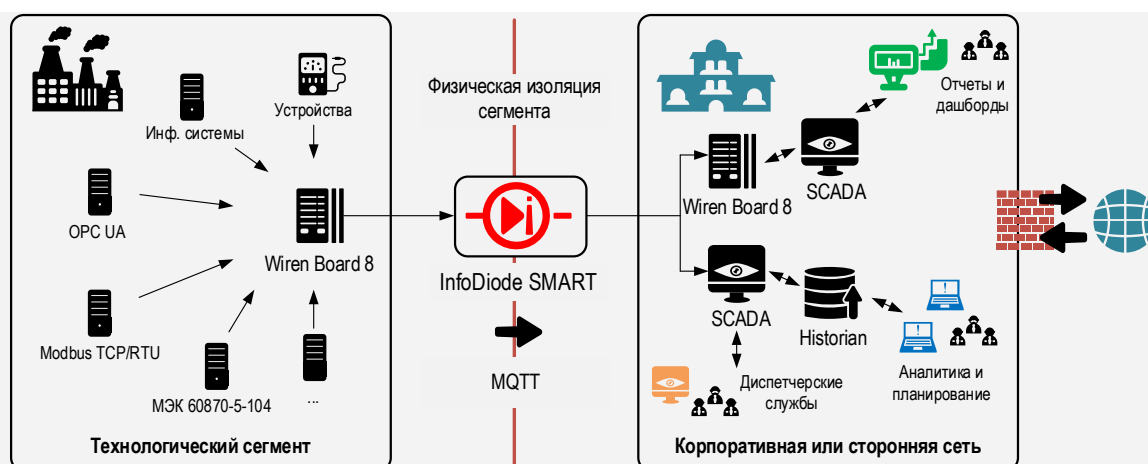 Инф. системы
Устройства
OPC UA
Wiren Board 8
Modbus TCP/RTU
МЭК 60870-5-104
...
Технологический сегмент
Физическая изоляция
сегмента
InfoDiode SMART
MQTT
Отчеты и
дашборды
Wiren Board 8
SCADA
SCADA
Historian
Диспетчерские
службы
Аналитика и
планирование
Корпоративная или сторонняя сеть